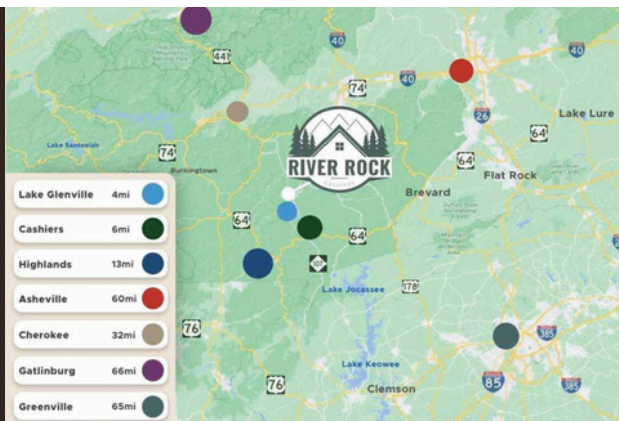 441
40
40
40
74
Lake Lure
26
Lake Santeelah
74
Burningtown
RIVER ROCK
64
64
Flat Rock
Brevard
Lake Glenville 4mi
Cashiers 6mi
Highlands 13mi
Asheville 60mi
Cherokee 32mi
Gatlinburg 66mi
Greenville 65mi
64
64
107
Lake Jocassee
178
76
385
Lake Keowee
76
Clemson
85
385